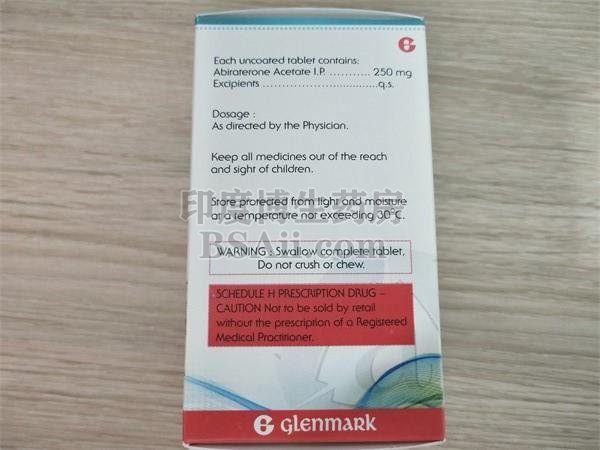 Each uncoated tablet contains:
Abiraterone Acetate I.P. ........... 250 mg
Excipients ................................q.s.
Dosage :
As directed by the Physician.
Keep all medicines out of the reach
and sight of children.
Store protected from light and moisture
at a temperature not exceeding 30°C.
印度博生药房
BSAii.com
WARNING : Swallow complete tablet,
Do not crush or chew.
SCHEDULE H PRESCRIPTION DRUG –
CAUTION Not to be sold by retail
without the prescription of a Registered
Medical Practitioner.
glenmark